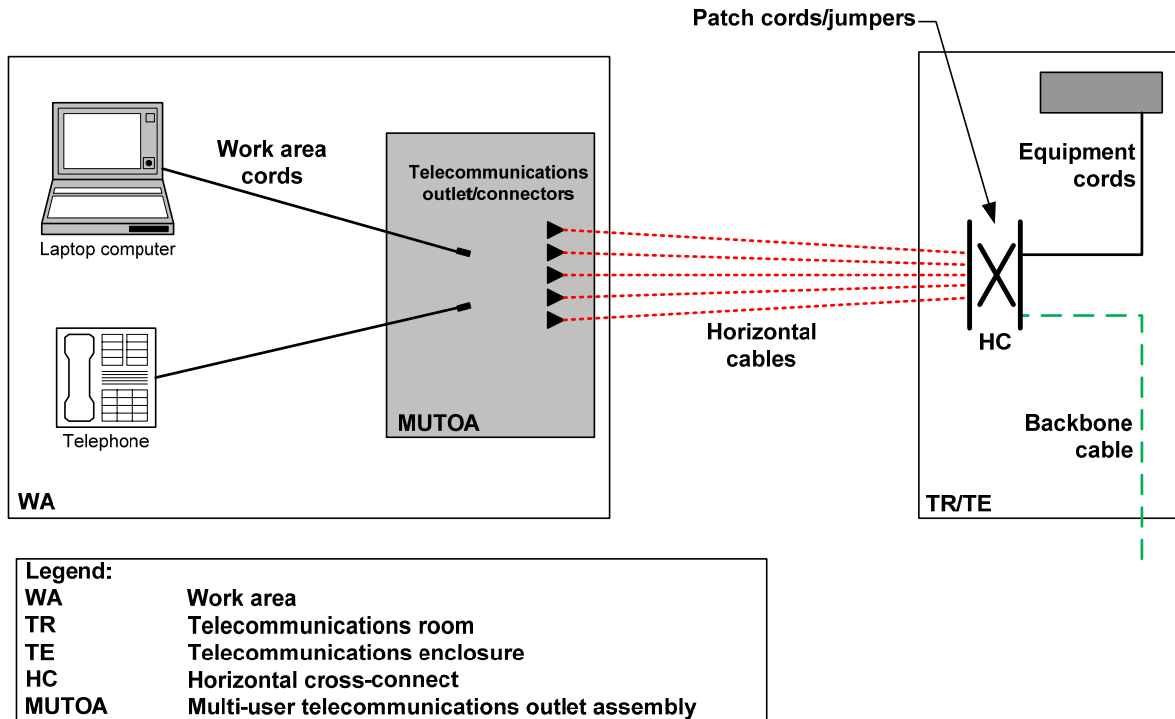 Patch cords/jumpers
Work area
cords
Laptop computer
Telephone
Telecommunications
outlet/connectors
MUTOA
WA
Horizontal
cables
Equipment
cords
HC
Backbone
cable
TR/TE
Legend:
WA Work area
TR Telecommunications room
TE Telecommunications enclosure
HC Horizontal cross-connect
MUTOA Multi-user telecommunications outlet assembly